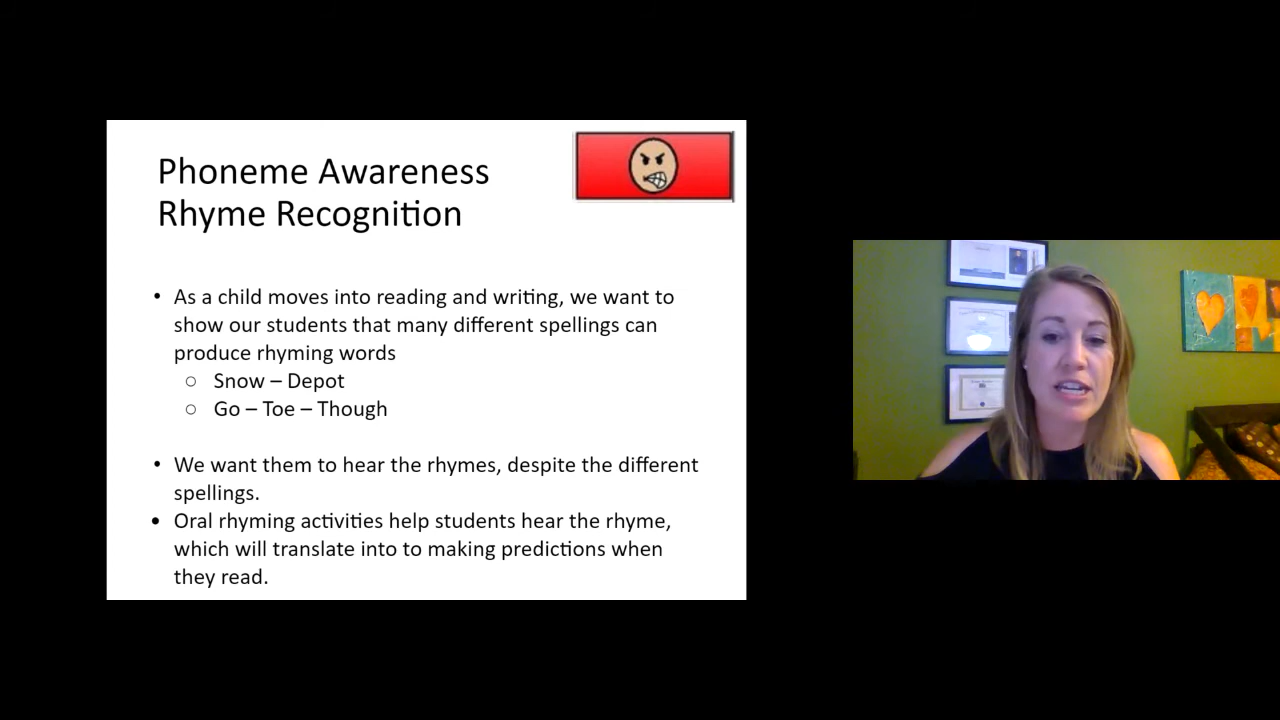 Phoneme Awareness
Rhyme Recognition
• As a child moves into reading and writing, we want to
show our students that many different spellings can
produce rhyming words
○ Snow – Depot
○ Go – Toe – Though
• We want them to hear the rhymes, despite the different
spellings.
• Oral rhyming activities help students hear the rhyme,
which will translate into to making predictions when
they read.